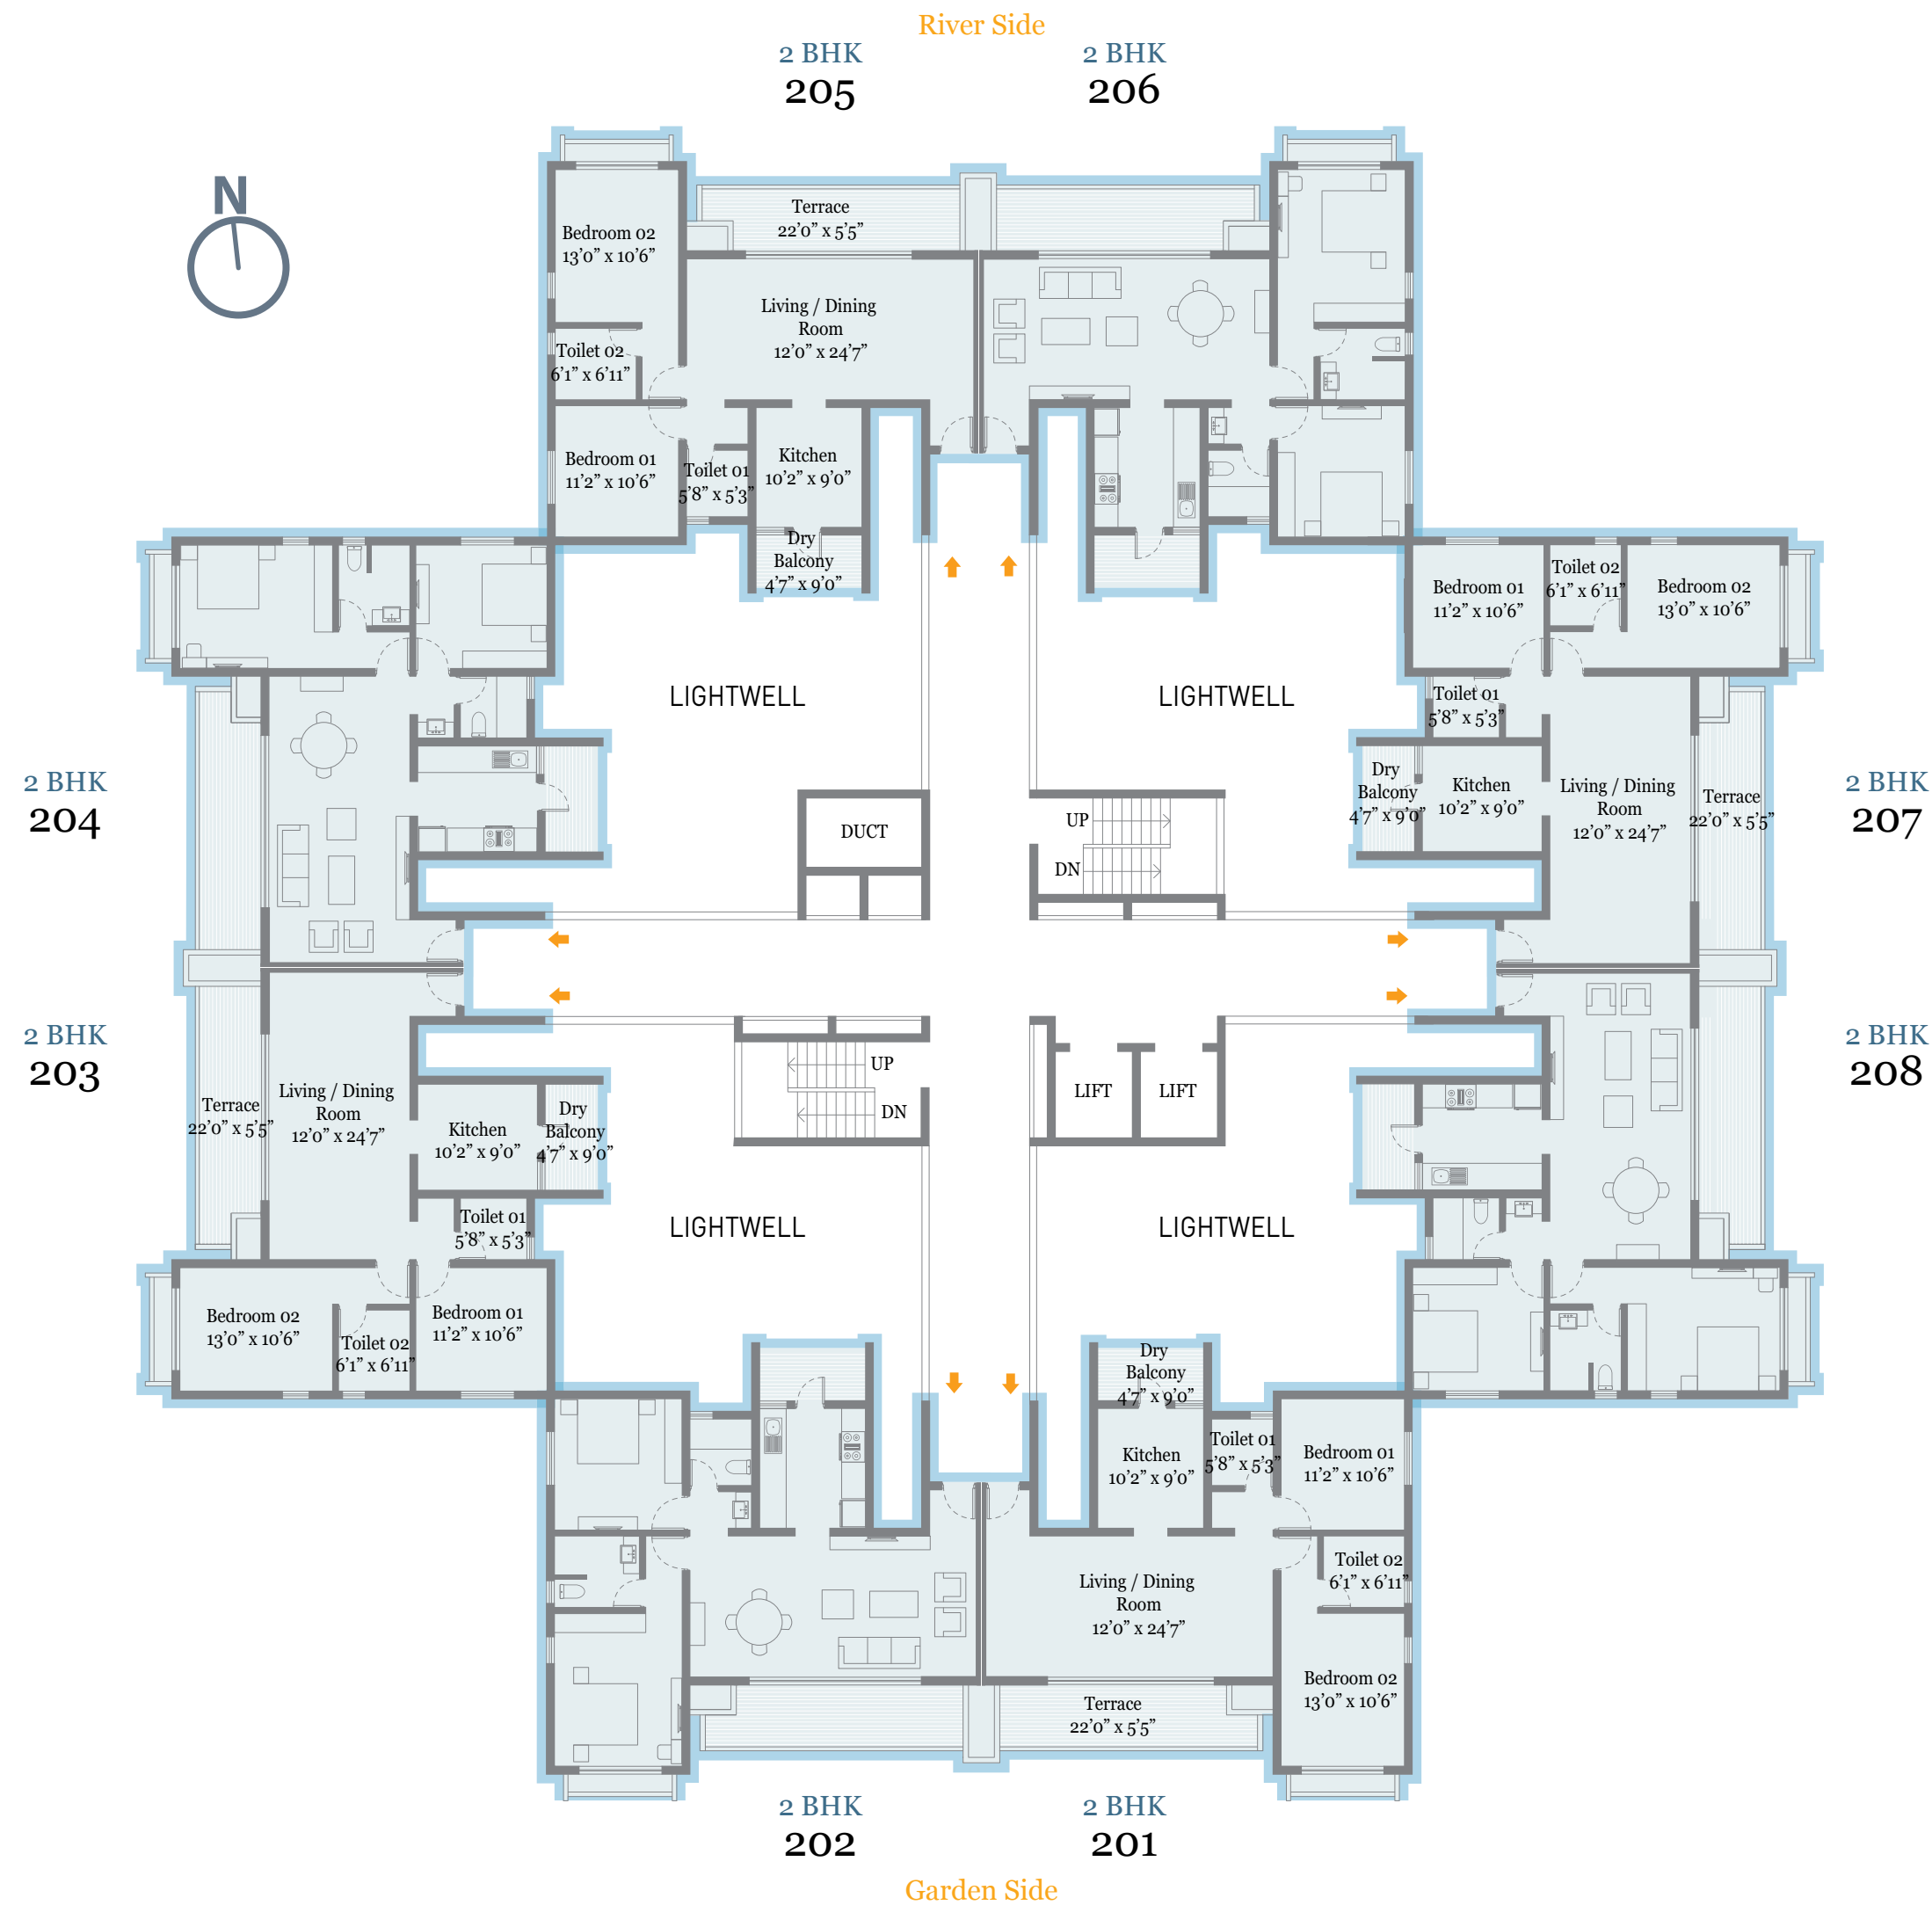 River Side
2 BHK
205
2 BHK
206
N
Terrace
22’0” x 5’5”
Bedroom 02
13’0” x 10’6”
Living / Dining
Room
12’0” x 24’7”
Toilet 02
6’1” x 6’11”
Bedroom 01
11’2” x 10’6”
Toilet 01
5’8” x 5’3”
Kitchen
10’2” x 9’0”
Dry
Balcony
4’7” x 9’0”
Bedroom 01
11’2” x 10’6”
Toilet 02
6’1” x 6’11”
Bedroom 02
13’0” x 10’6”
LIGHTWELL
LIGHTWELL
Toilet 01
5’8” x 5’3”
2 BHK
204
DUCT
UP
DN
Dry
Balcony
4’7” x 9’0”
Kitchen
10’2” x 9’0”
Living / Dining
Room
12’0” x 24’7”
Terrace
22’0” x 5’5”
2 BHK
207
2 BHK
203
Terrace
22’0” x 5’5”
Living / Dining
Room
12’0” x 24’7”
Kitchen
10’2” x 9’0”
Dry
Balcony
4’7” x 9’0”
UP
DN
LIFT
LIFT
2 BHK
208
Toilet 01
5’8” x 5’3”
LIGHTWELL
LIGHTWELL
Bedroom 02
13’0” x 10’6”
Toilet 02
6’1” x 6’11”
Bedroom 01
11’2” x 10’6”
Dry
Balcony
4’7” x 9’0”
Kitchen
10’2” x 9’0”
Toilet 01
5’8” x 5’3”
Bedroom 01
11’2” x 10’6”
Living / Dining
Room
12’0” x 24’7”
Toilet 02
6’1” x 6’11”
Bedroom 02
13’0” x 10’6”
Terrace
22’0” x 5’5”
2 BHK
202
2 BHK
201
Garden Side